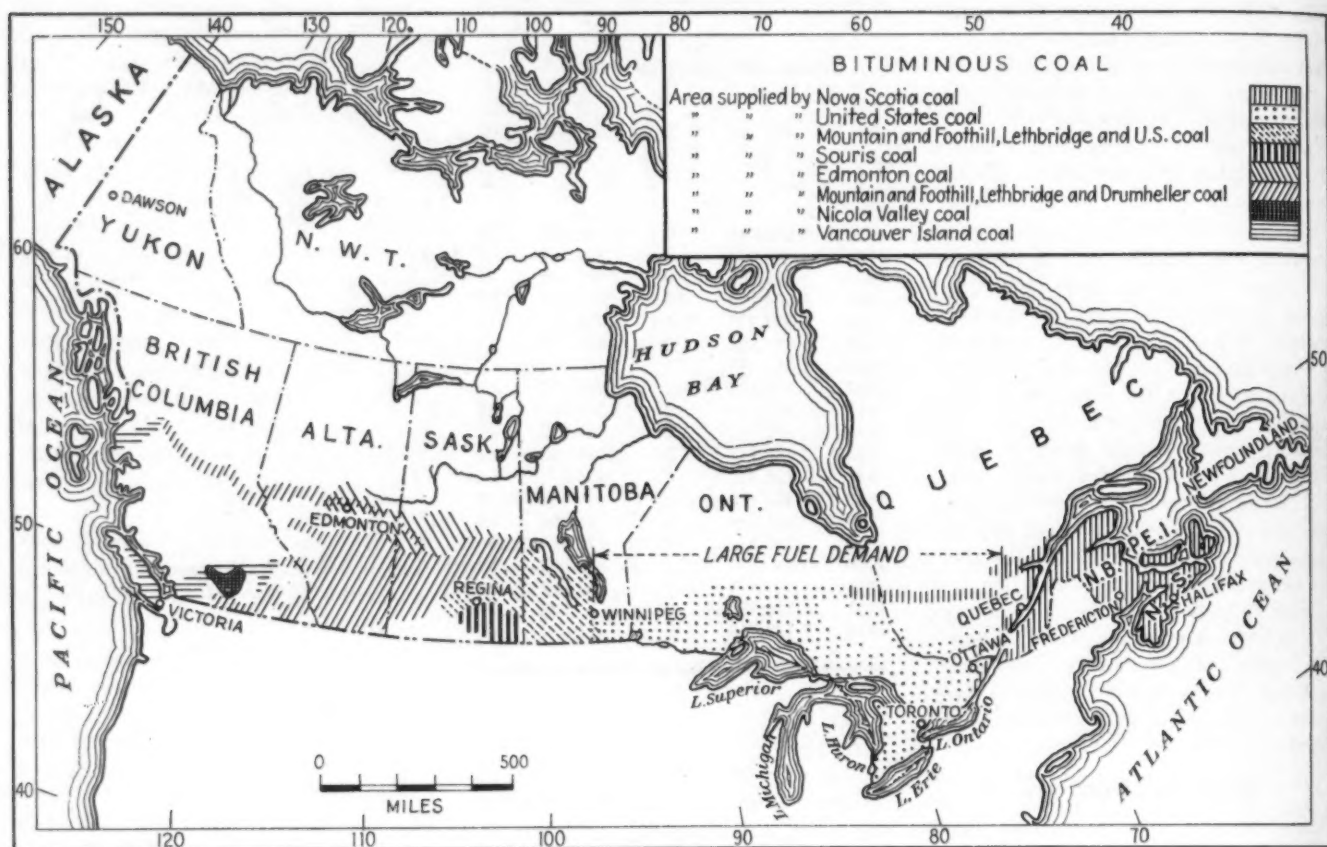 150 140 130 120 110 100 90 80 70 60 50 40
BITUMINOUS COAL
Area supplied by Nova Scotia coal
" " " United States coal
" " " Mountain and Foothill, Lethbridge and U.S. coal
" " " Souris coal
" " " Edmonton coal
" " " Mountain and Foothill, Lethbridge and Drumheller coal
" " " Nicola Valley coal
" " " Vancouver Island coal
ALASKA
DAWSON
YUKON
N. W. T.
60
50
HUDSON
BAY
BRITISH
COLUMBIA
ALTA.
SASK
MANITOBA
ONT.
QUEBEC
NEWFOUNDLAND
PACIFIC OCEAN
50
EDMONTON
LARGE FUEL DEMAND
P.E.I.
N.B.
N.S.
HALIFAX
REGINA
WINNIPEG
QUEBEC
FREDERICTON
VICTORIA
OTTAWA
40
L. Superior
TORONTO
L. Ontario
L. Huron
L. Michigan
L. Erie
ATLANTIC OCEAN
0 500
MILES
40
120 110 100 90 80 70